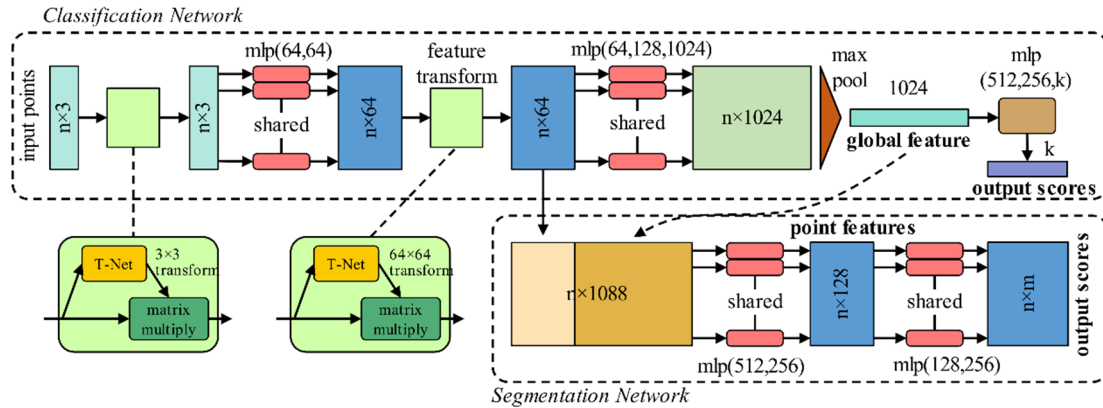 Classification Network
input points
n×3
n×3
mlp(64,64)
shared
n×64
feature
transform
n×64
mlp(64,128,1024)
shared
n×1024
max
pool
1024
global feature
mlp
(512,256,k)
k
output scores
T-Net
3×3
transform
matrix
multiply
T-Net
64×64
transform
matrix
multiply
n×1088
point features
shared
mlp(512,256)
n×128
shared
mlp(128,256)
n×m
output scores
Segmentation Network